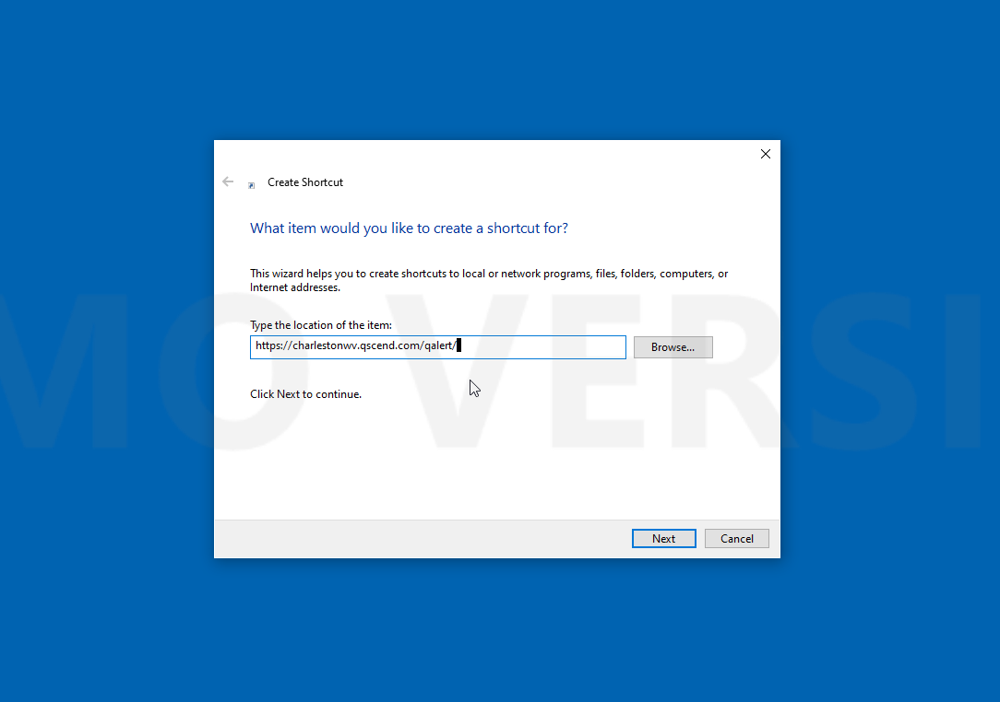 Create Shortcut
What item would you like to create a shortcut for?
This wizard helps you to create shortcuts to local or network programs, files, folders, computers, or
Internet addresses.
Type the location of the item:
https://charlestonwv.qscend.com/qalert/
Browse...
Click Next to continue.
MO VERSI
Next
Cancel